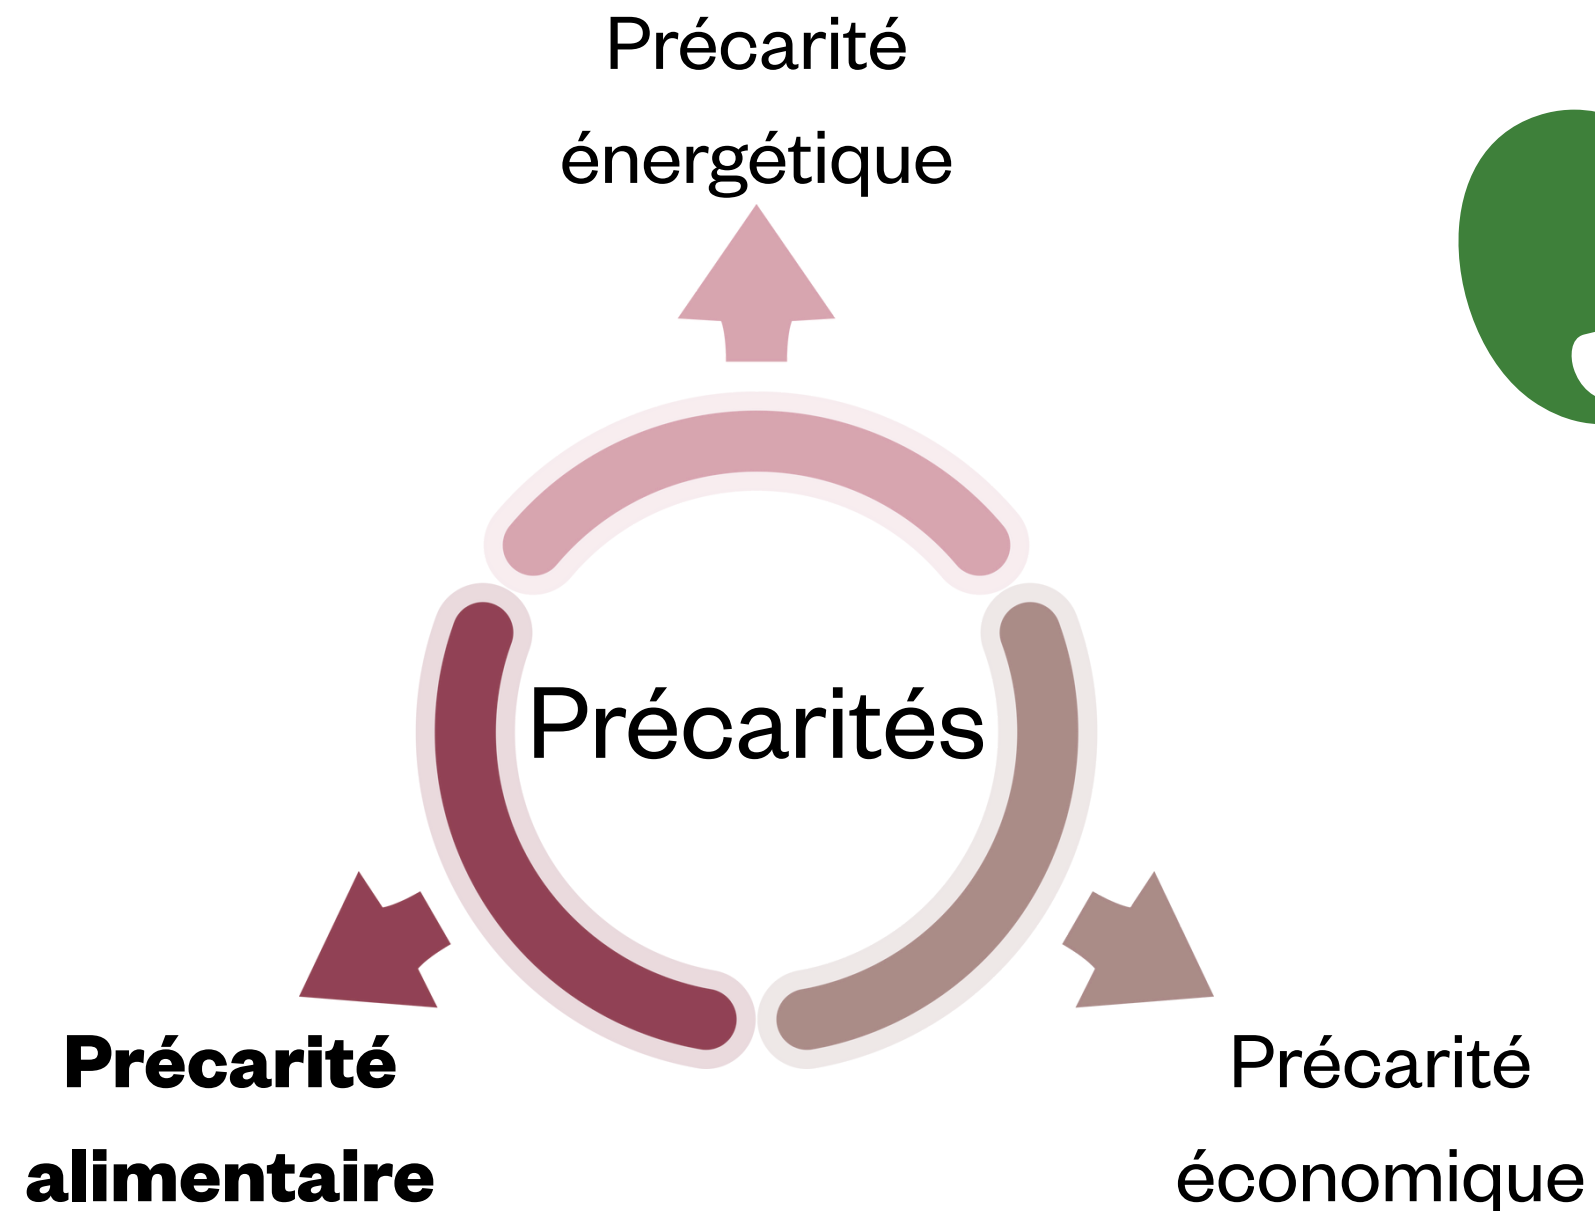 Précarité
énergétique
Précarités
Précarité
alimentaire
Précarité
économique